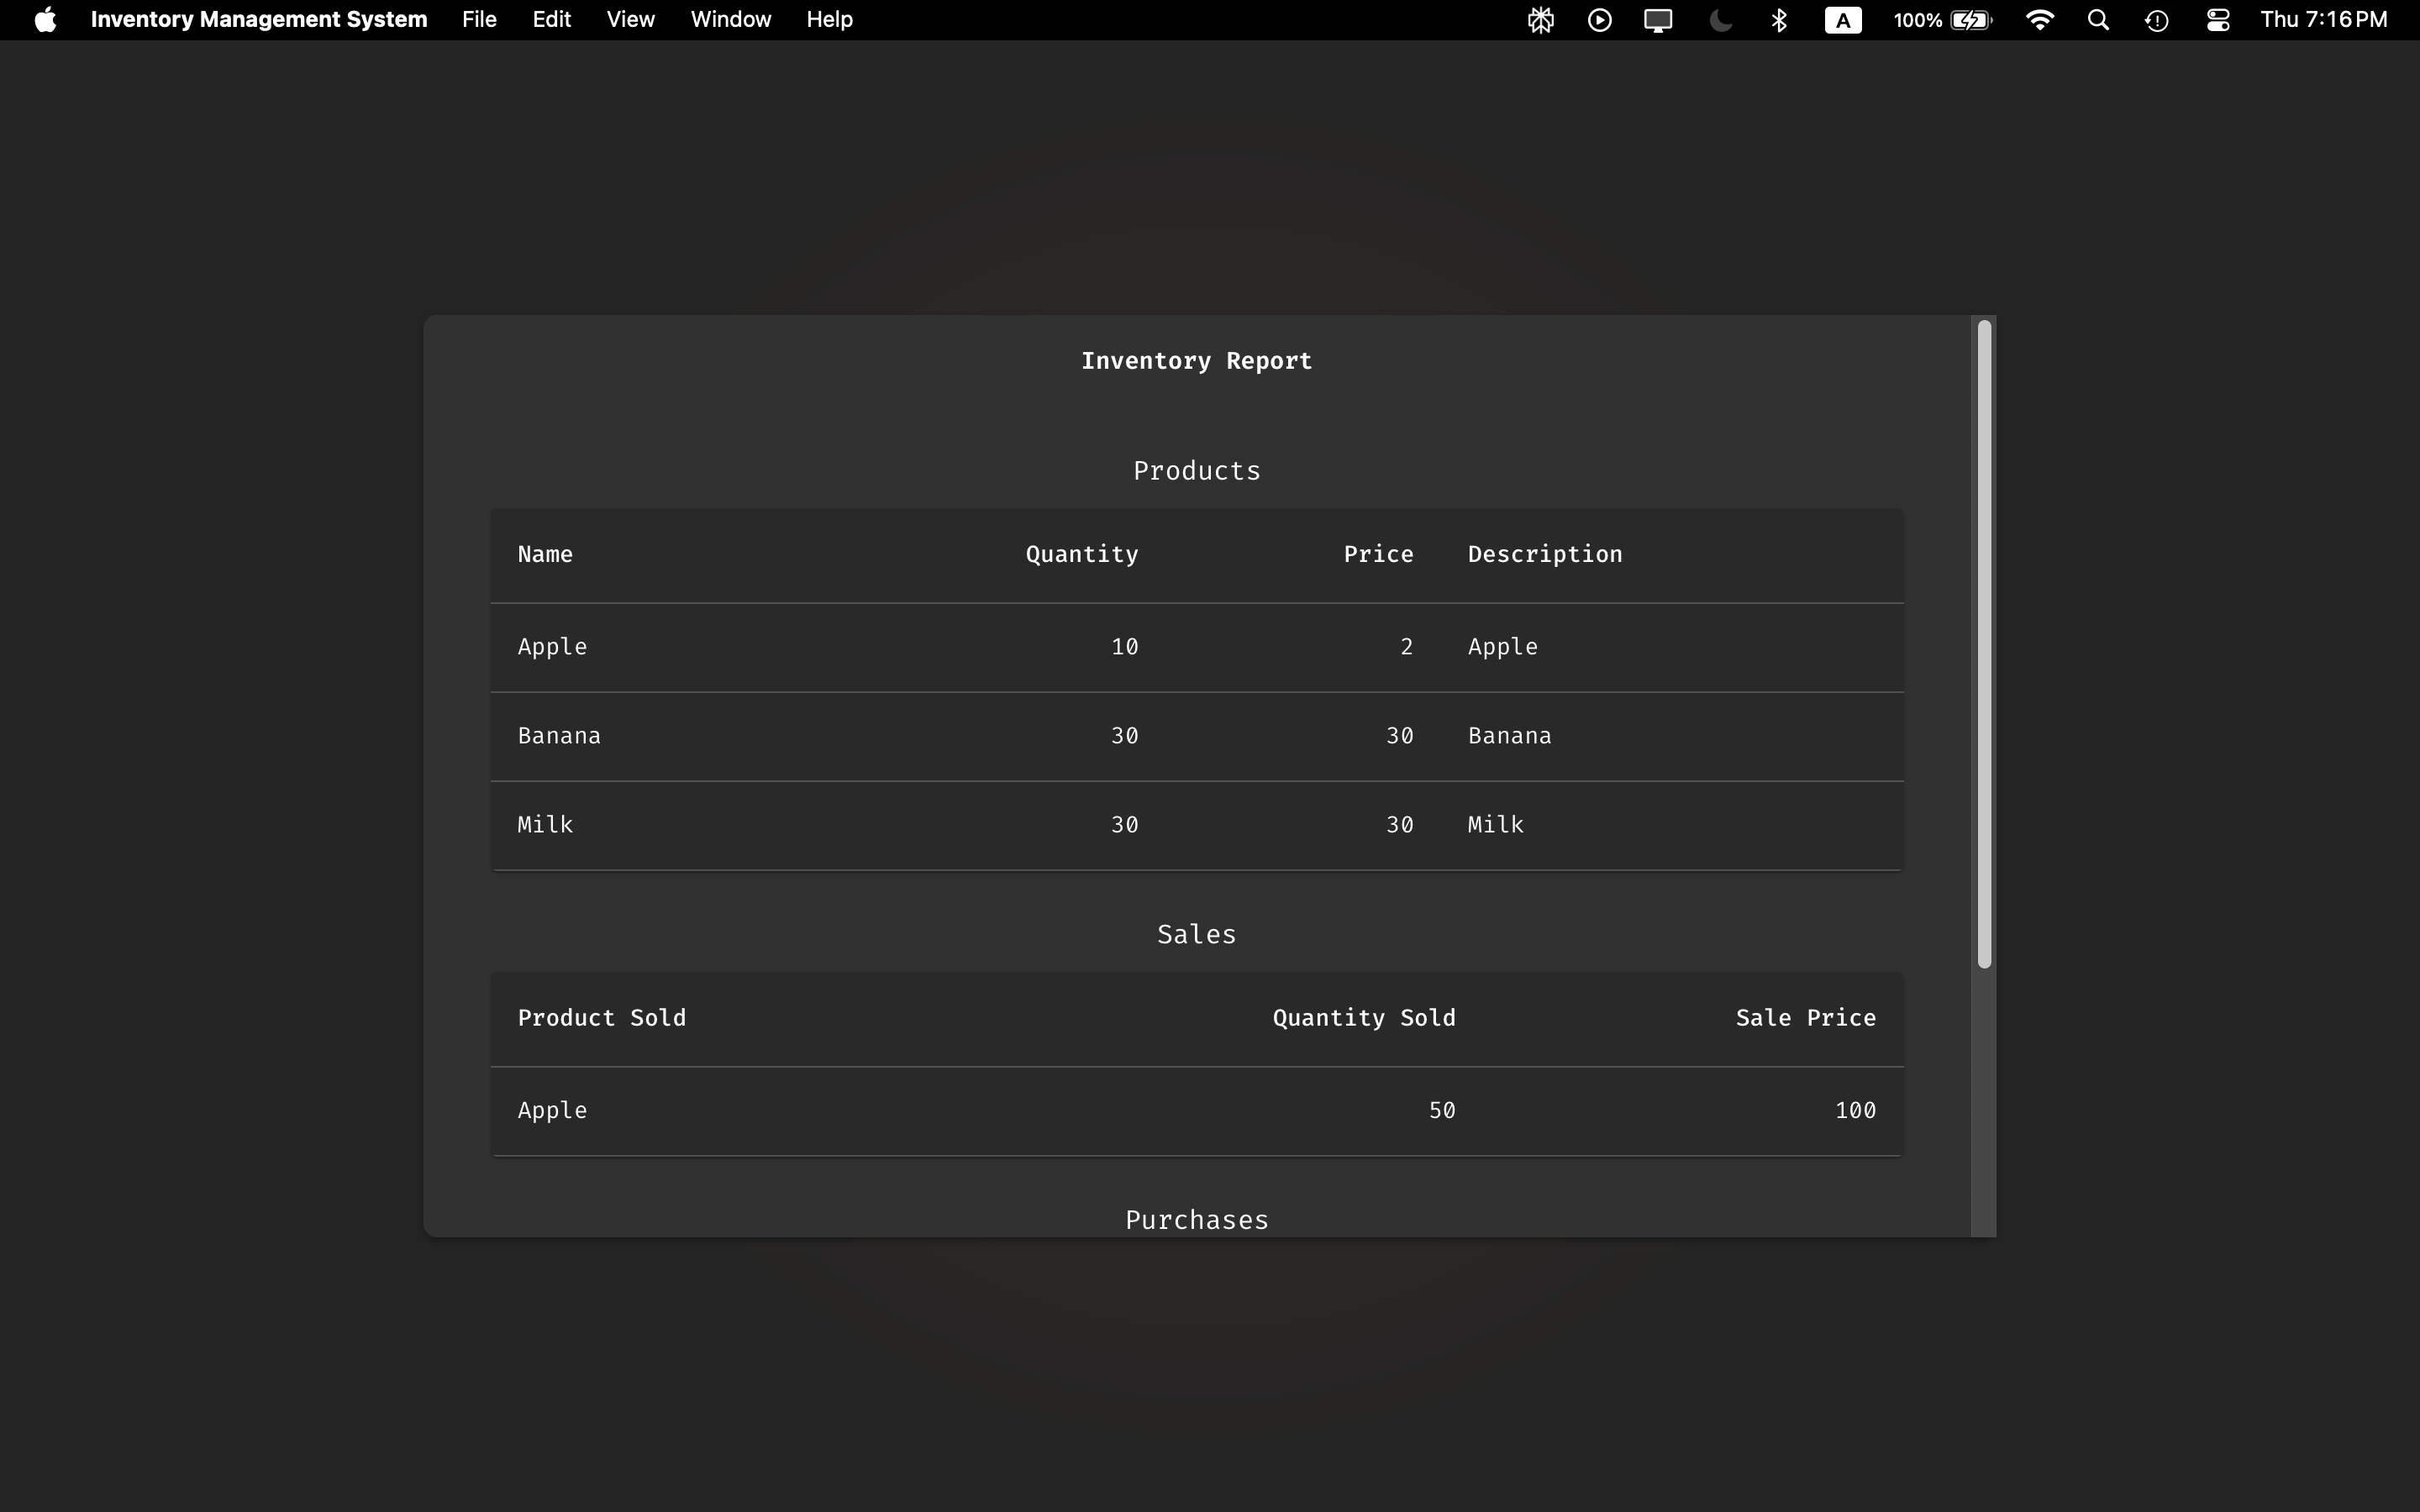 Inventory Management System File Edit View Window Help A 100% Thu 7:16 PM
Inventory Report
Products
Name Quantity Price Description
Apple 10 2 Apple
Banana 30 30 Banana
Milk 30 30 Milk
Sales
Product Sold Quantity Sold Sale Price
Apple 50 100
Purchases